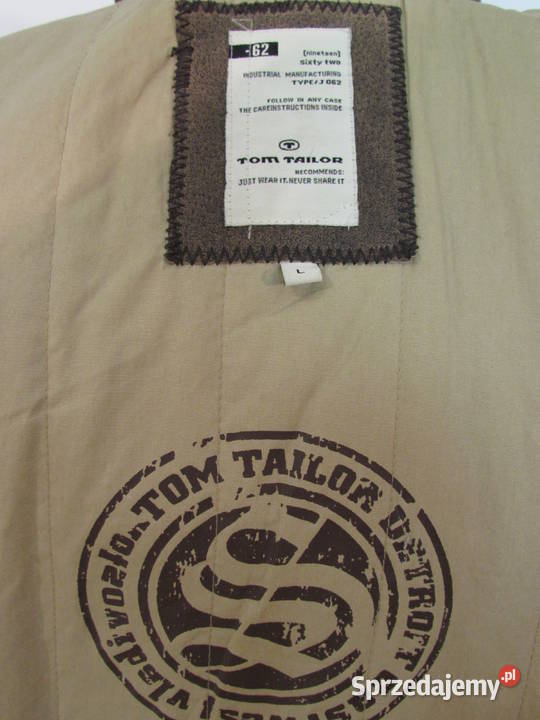 -62
[nineteen]
Sixty two
INDUSTRIAL MANUFACTURING
TYPE/J 062
FOLLOW IN ANY CASE
THE CAREINSTRUCTIONS INSIDE
TOM TAILOR
RECOMMENDS:
JUST WEAR IT, NEVER SHARE IT
L
TOM TAILOR DETROIT
S
Sprzedajemy.pl